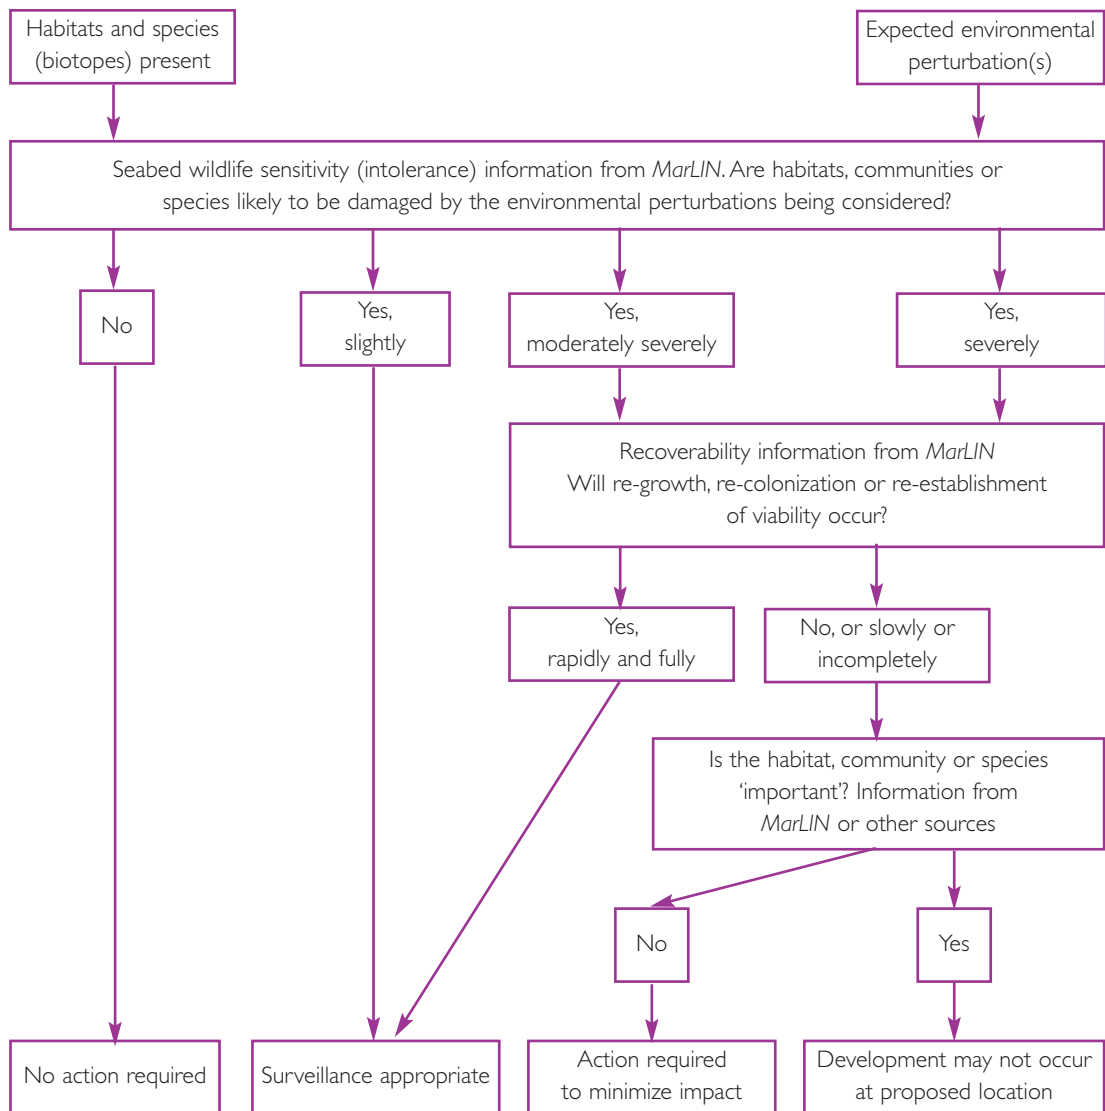 Habitats and species
(biotopes) present
Expected environmental
perturbation(s)
Seabed wildlife sensitivity (intolerance) information from MarLIN. Are habitats, communities or
species likely to be damaged by the environmental perturbations being considered?
No
Yes,
slightly
Yes,
moderately severely
Yes,
severely
Recoverability information from MarLIN
Will re-growth, re-colonization or re-establishment
of viability occur?
Yes,
rapidly and fully
No, or slowly or
incompletely
Is the habitat, community or species
‘important’? Information from
MarLIN or other sources
No
Yes
No action required
Surveillance appropriate
Action required
to minimize impact
Development may not occur
at proposed location